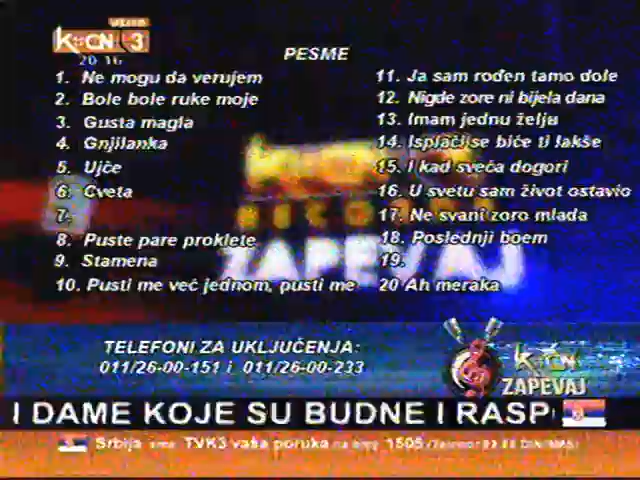 KCN 3
20 16
PESME
1. Ne mogu da verujem
2. Bole bole ruke moje
3. Gusta magla
4. Gnjilanka
5. Ujče
6. Cveta
7.
8. Puste pare proklete
9. Stamena
10. Pusti me već jednom, pusti me
11. Ja sam rođen tamo dole
12. Nigde zore ni bijela dana
13. Imam jednu želju
14. Isplači se biće ti lakše
15. I kad sveća dogori
16. U svetu sam život ostavio
17. Ne svani zoro mlada
18. Poslednji boem
19.
20 Ah meraka
ZAPEVAJ
TELEFONI ZA UKLJUČENJA:
011/26-00-151 i 011/26-00-233
KCN
ZAPEVAJ
I DAME KOJE SU BUDNE I RASP
Srbija TVK3 vaša poruka 1505